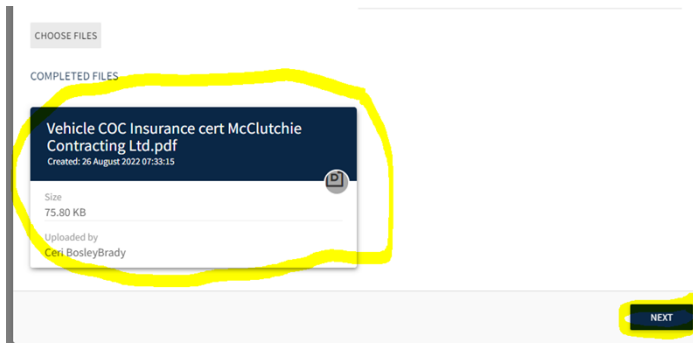 CHOOSE FILES
COMPLETED FILES
Vehicle COC Insurance cert McClutchie
Contracting Ltd.pdf
Created: 26 August 2022 07:33:15
Size
75.80 KB
Uploaded by
Ceri BosleyBrady
NEXT